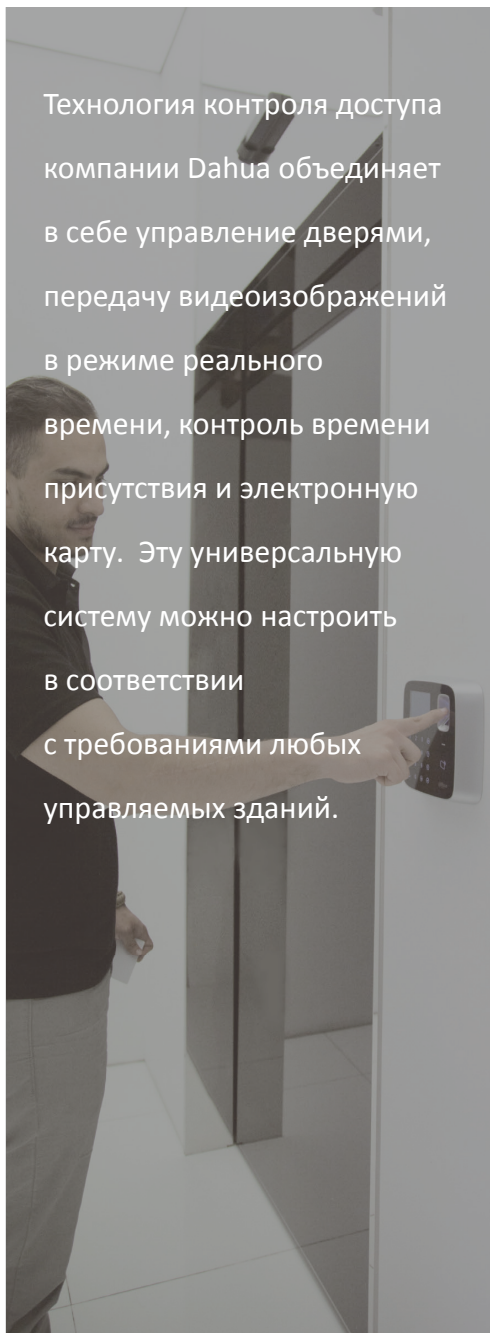 Технология контроля доступа
компании Dahua объединяет
в себе управление дверями,
передачу видеоизображений
в режиме реального
времени, контроль времени
присутствия и электронную
карту.  Эту универсальную
систему можно настроить
в соответствии
с требованиями любых
управляемых зданий.